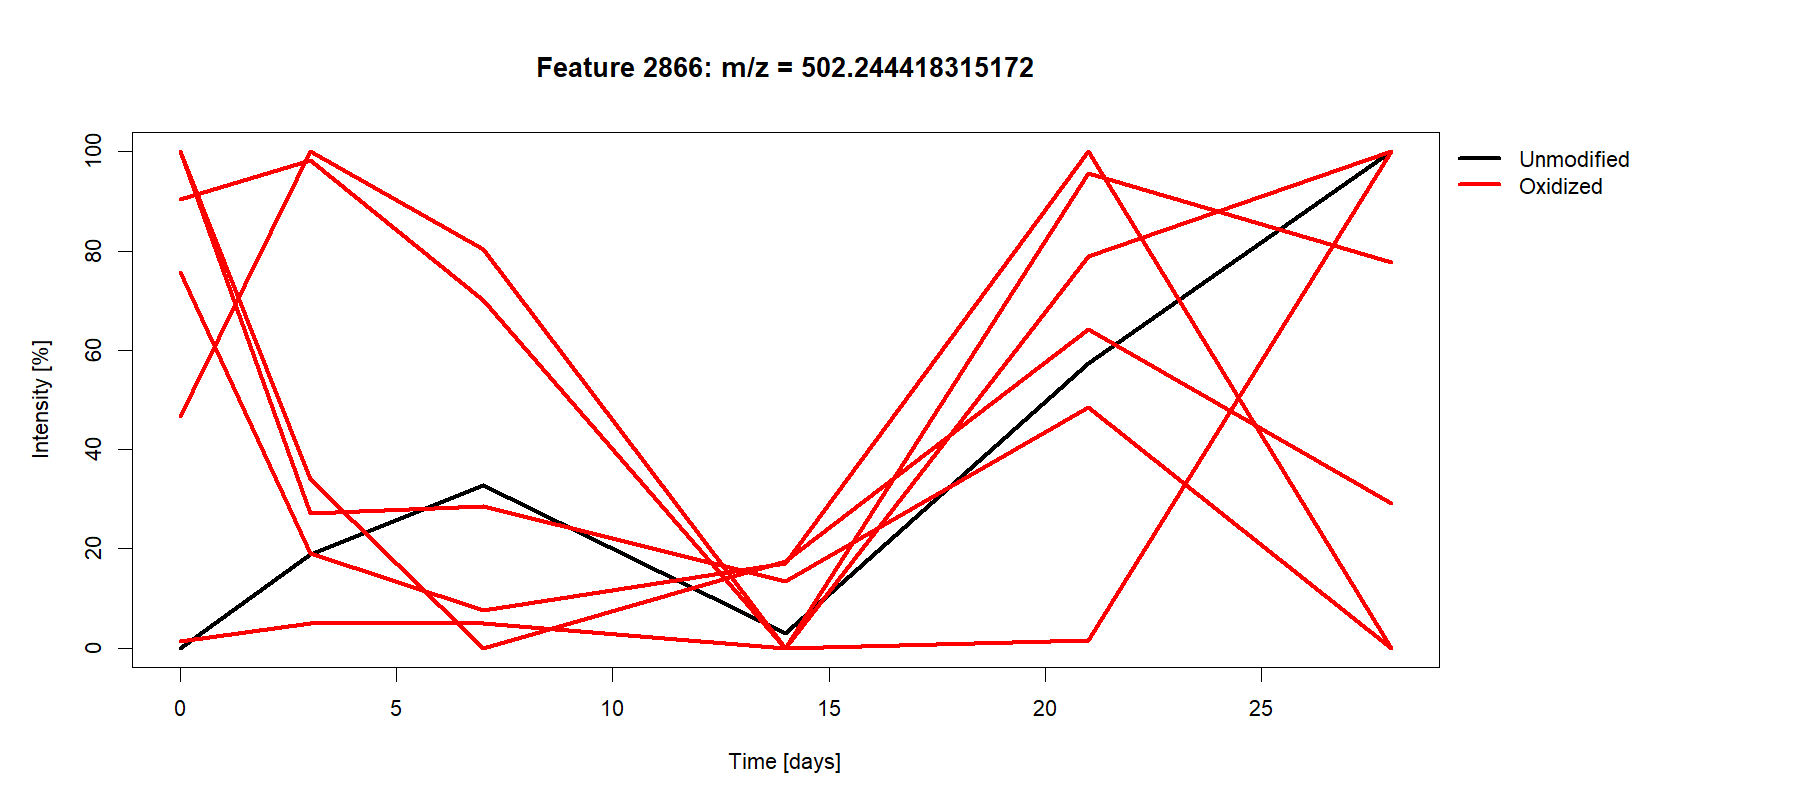 Feature 2866: m/z = 502.244418315172
Unmodified
Oxidized
Intensity [%]
100
80
60
40
20
0
0 5 10 15 20 25
Time [days]